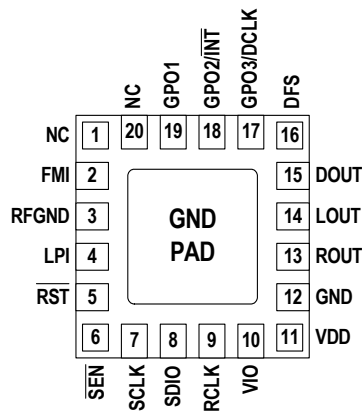 NC
GPO1
GPO2/INT
GPO3/DCLK
DFS
NC 1 20 19 18 17 16
FMI 2 15 DOUT
RFGND 3 GND 14 LOUT
LPI 4 PAD 13 ROUT
RST 5 12 GND
6 7 8 9 10 11 VDD
SEN
SCLK
SDIO
RCLK
VIO